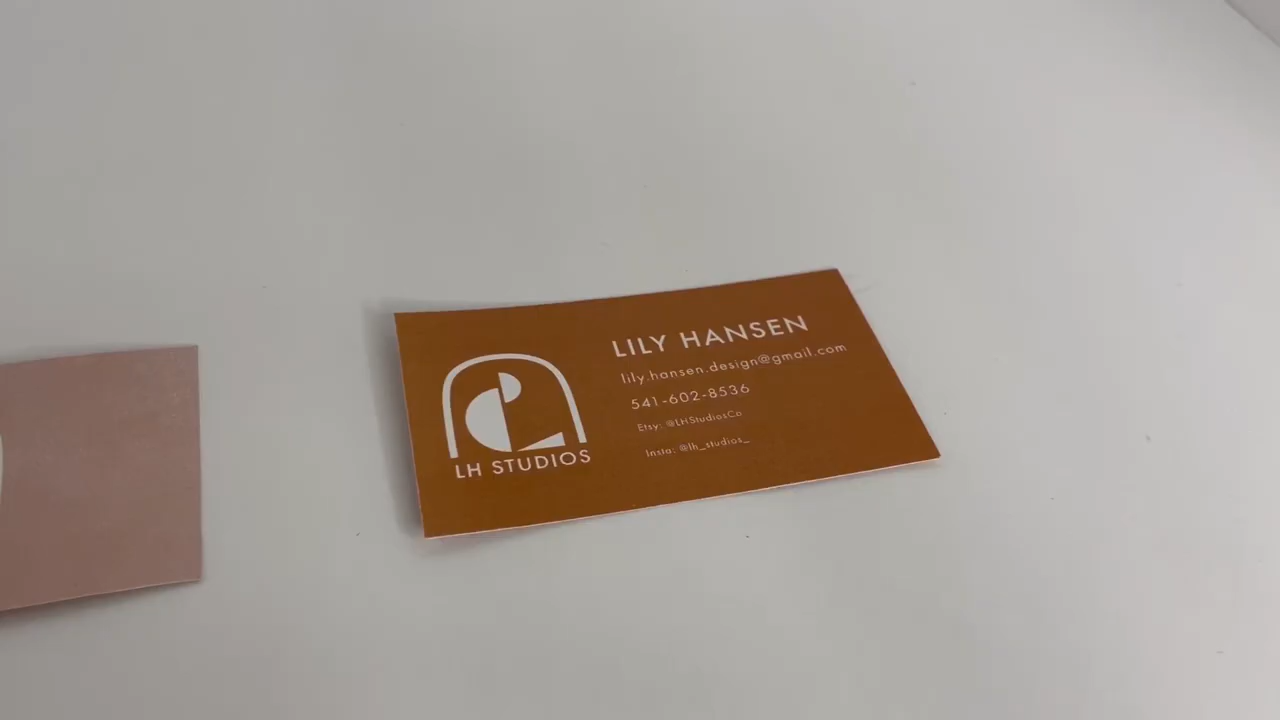 LILY HANSEN
lily.hansen.design@gmail.com
541-602-8536
Etsy: @LHStudiosCo
Insta: @lh_studios_
LH STUDIOS